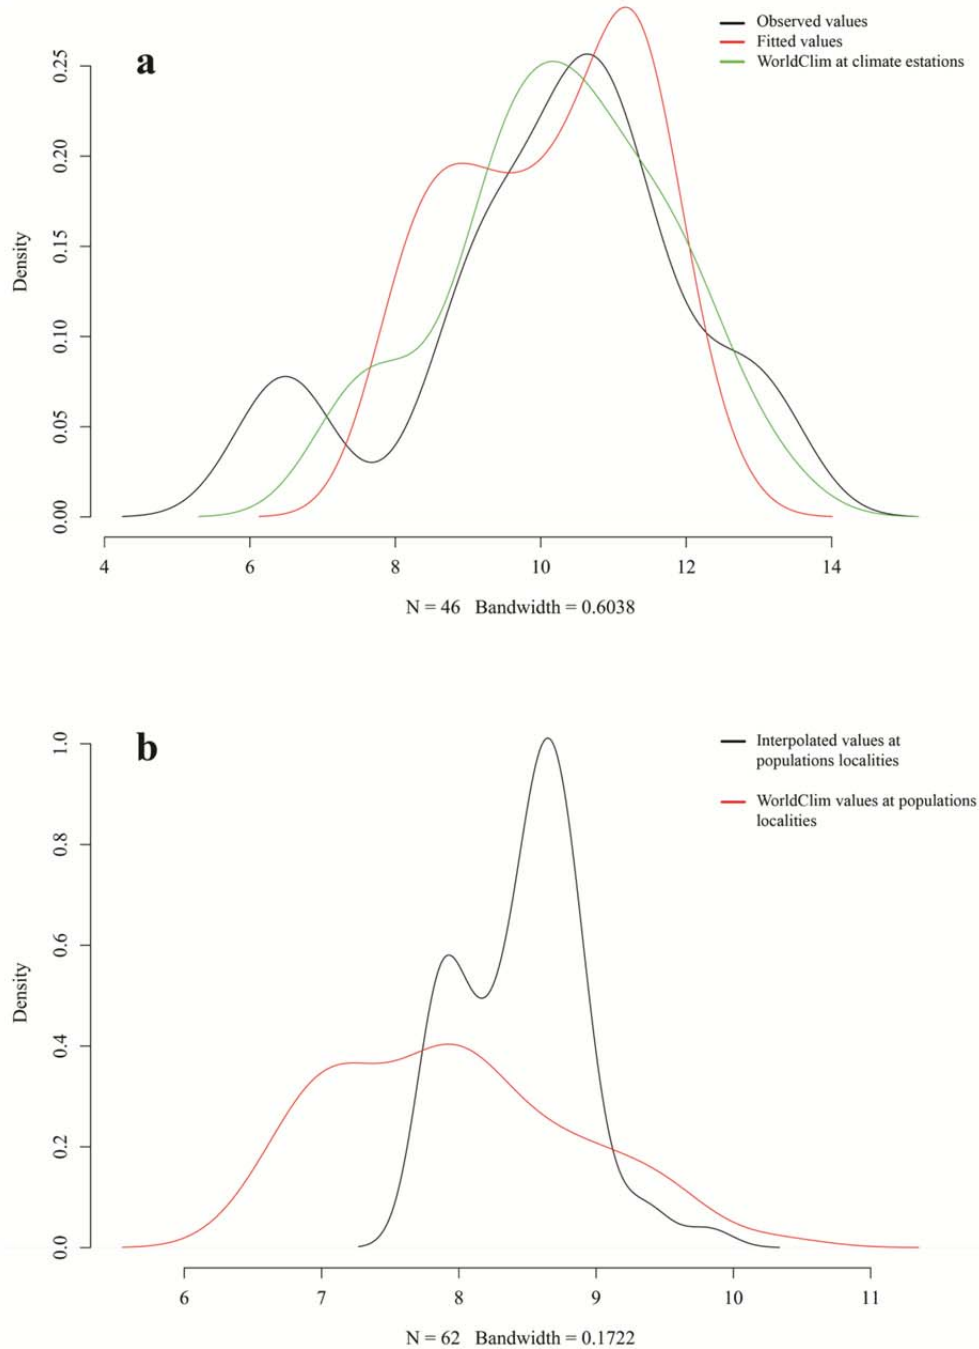 a
Observed values
Fitted values
WorldClim at climate estations
Density
0.00
0.05
0.10
0.15
0.20
0.25
4 6 8 10 12 14
N = 46 Bandwidth = 0.6038
b
Interpolated values at
populations localities
WorldClim values at populations
localities
Density
0.0
0.2
0.4
0.6
0.8
1.0
6 7 8 9 10 11
N = 62 Bandwidth = 0.1722